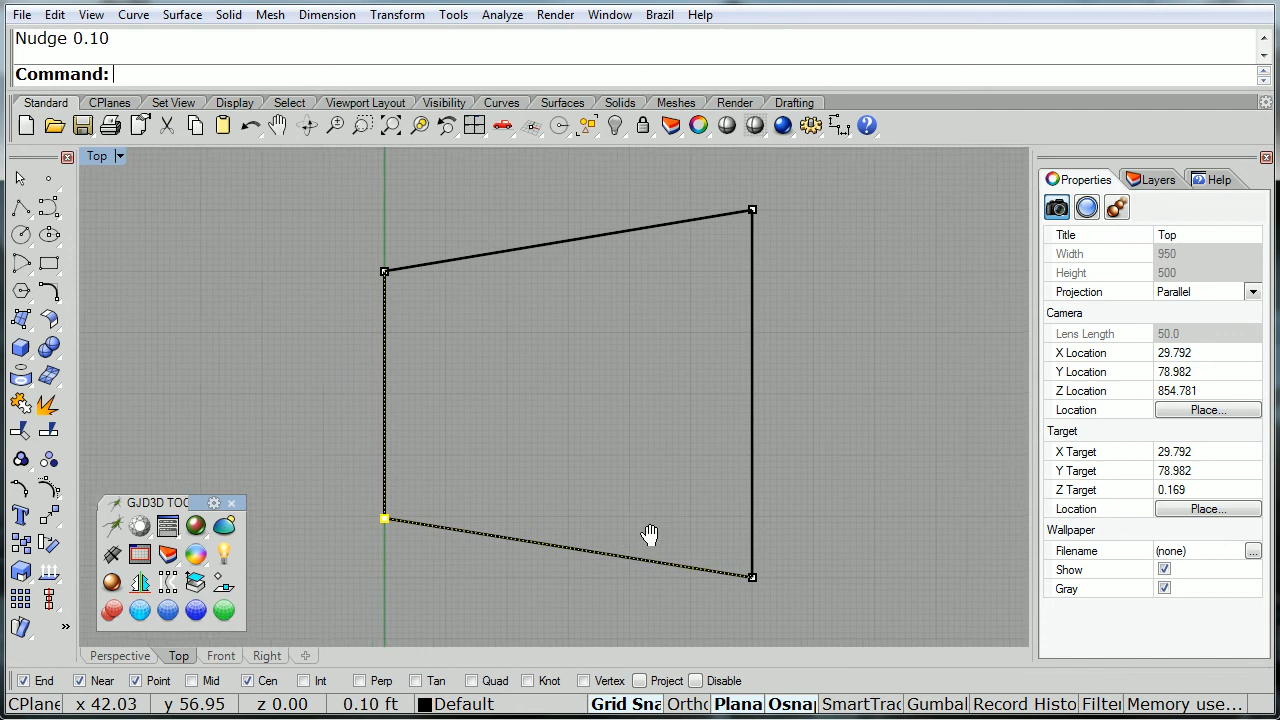 File Edit View Curve Surface Solid Mesh Dimension Transform Tools Analyze Render Window Brazil Help
Nudge 0.10
Command:
Standard CPlanes Set View Display Select Viewport Layout Visibility Curves Surfaces Solids Meshes Render Drafting
Top
Properties Layers Help
Title Top
Width 950
Height 500
Projection Parallel
Camera
Lens Length 50.0
X Location 29.792
Y Location 78.982
Z Location 854.781
Location Place...
Target
X Target 29.792
Y Target 78.982
Z Target 0.169
Location Place...
Wallpaper
Filename (none) ...
Show
Gray
GJD3D TOO
Perspective Top Front Right
End Near Point Mid Cen Int Perp Tan Quad Knot Vertex Project Disable
CPlane x 42.03 y 56.95 z 0.00 0.10 ft Default Grid Sna Ortho Plana Osnap SmartTrac Gumbal Record Histo Filter Memory use...